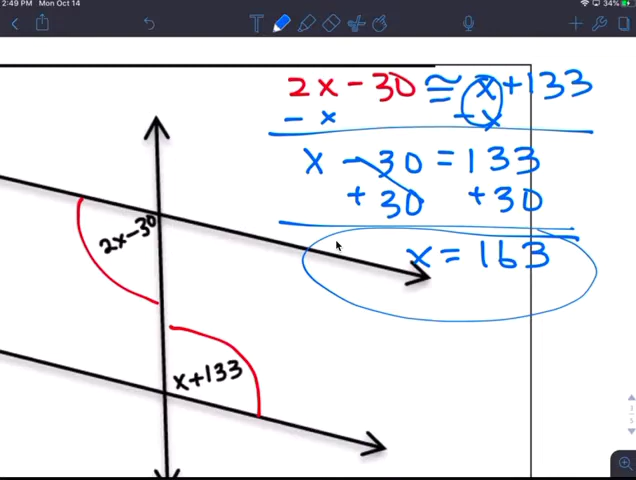 2:49 PM Mon Oct 14
34%
T
2x - 30 ≅ x + 133
- x - x
x - 30 = 133
+ 30 + 30
x = 163
2x-30
x+133